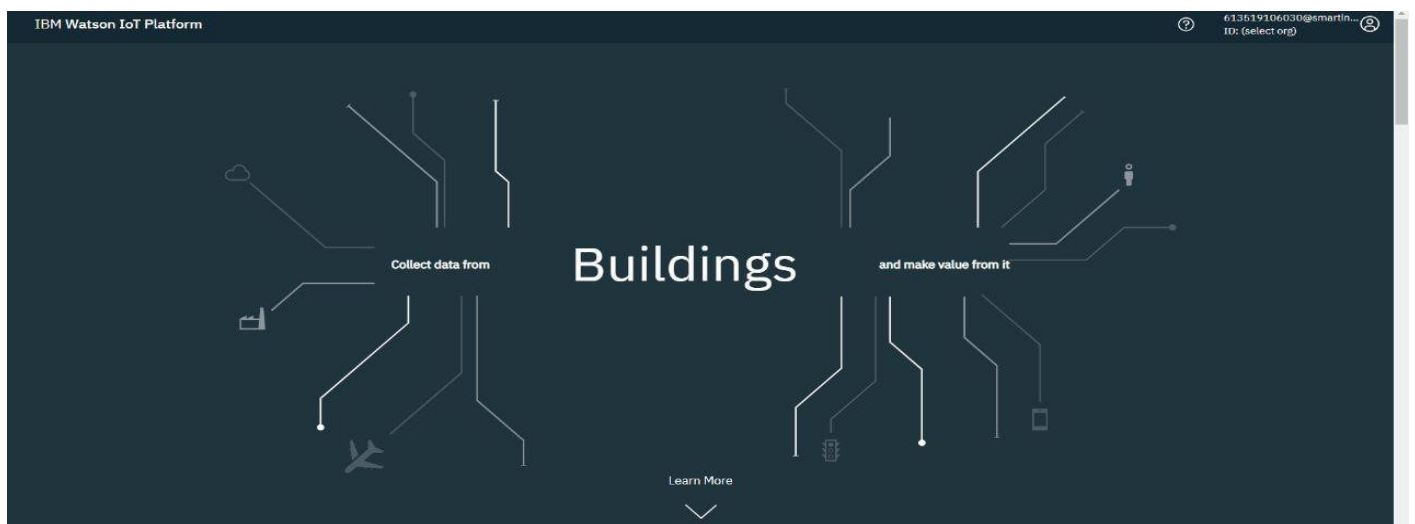 IBM Watson IoT Platform
613519106030@smartin...
ID: (select org)
Collect data from
Buildings
and make value from it
Learn More